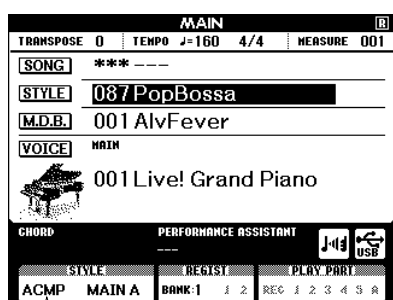 MAIN R
TRANSPOSE 0 TEMPO ♩=160 4/4 MEASURE 001
SONG ***---
STYLE 087 PopBossa
M.D.B. 001 AlvFever
VOICE MAIN
001 Live! Grand Piano
CHORD PERFORMANCE ASSISTANT
---
USB
STYLE REGIST PLAY PART
ACMP MAIN A BANK:1 1 2 REC 1 2 3 4 5 A